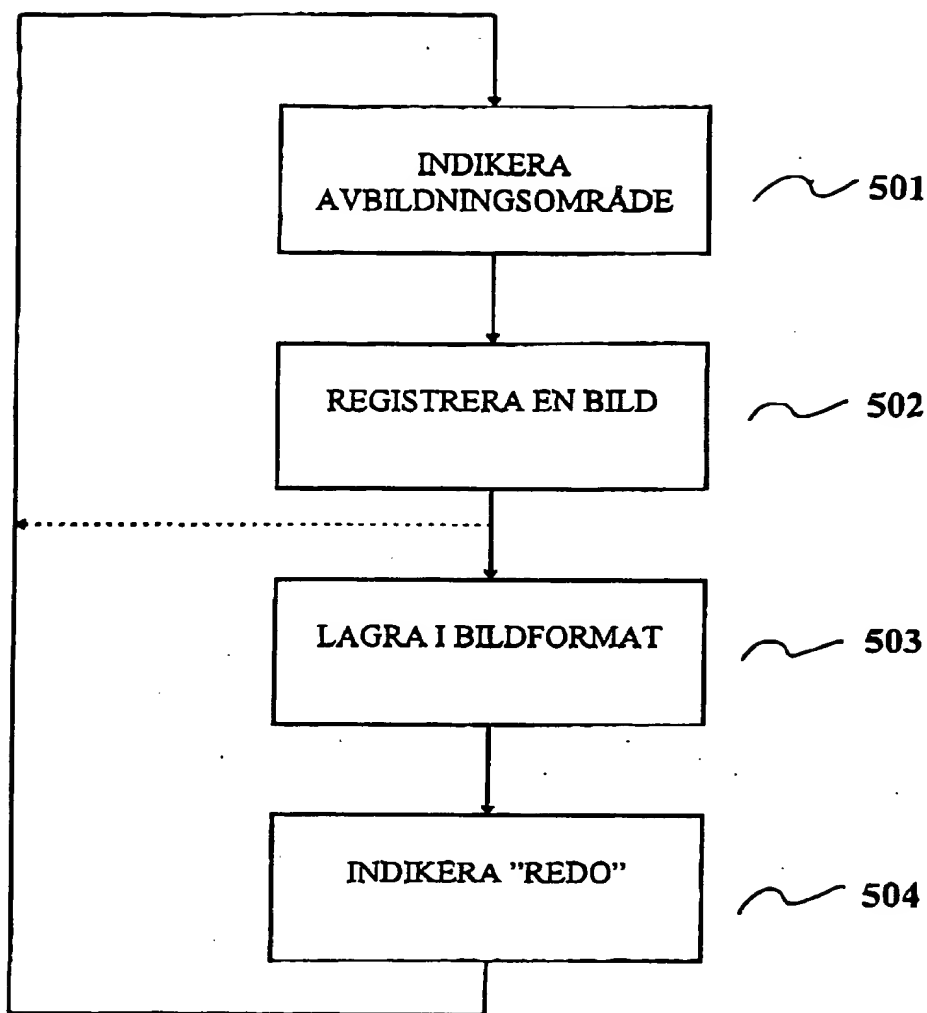 INDIKERA
AVBILDNINGSOMRÅDE
501
REGISTRERA EN BILD
502
LAGRA I BILDFORMAT
503
INDIKERA ”REDO”
504